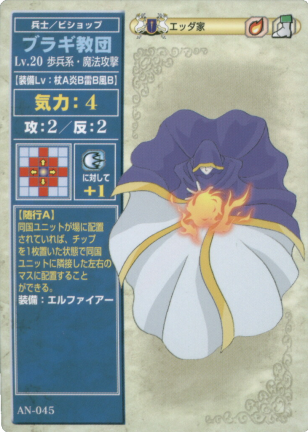 兵士／ビショップ
エッダ家
ブラギ教団
Lv.20 歩兵系・魔法攻撃
【装備Lv：杖A炎B雷B風B】
気力：4
攻：2／反：2
に対して
+1
【随行A】
同国ユニットが場に配置
されていれば、チップ
を1枚置いた状態で同国
ユニットに隣接した左右の
マスに配置すること
ができる。
装備：エルファイアー
AN-045